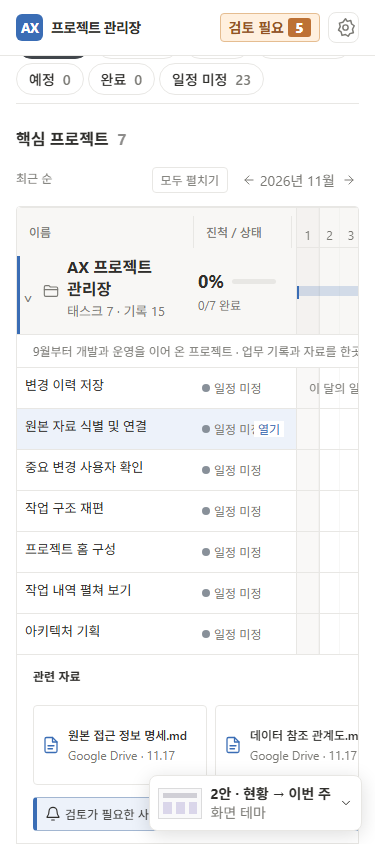 AX 프로젝트 관리장
검토 필요 5
예정 0 완료 0 일정 미정 23
핵심 프로젝트 7
최근 순
모두 펼치기
← 2026년 11월 →
이름
진척 / 상태
1 2 3
AX 프로젝트
관리장
태스크 7 · 기록 15
0%
0/7 완료
9월부터 개발과 운영을 이어 온 프로젝트 · 업무 기록과 자료를 한곳
변경 이력 저장
일정 미정
이 달의 일
원본 자료 식별 및 연결
일정 미정
열기
중요 변경 사용자 확인
일정 미정
작업 구조 재편
일정 미정
프로젝트 홈 구성
일정 미정
작업 내역 펼쳐 보기
일정 미정
아키텍처 기획
일정 미정
관련 자료
원본 접근 정보 명세.md
Google Drive · 11.17
데이터 참조 관계도.m
Google Drive · 11.17
검토가 필요한 사
2안 · 현황 → 이번 주
화면 테마